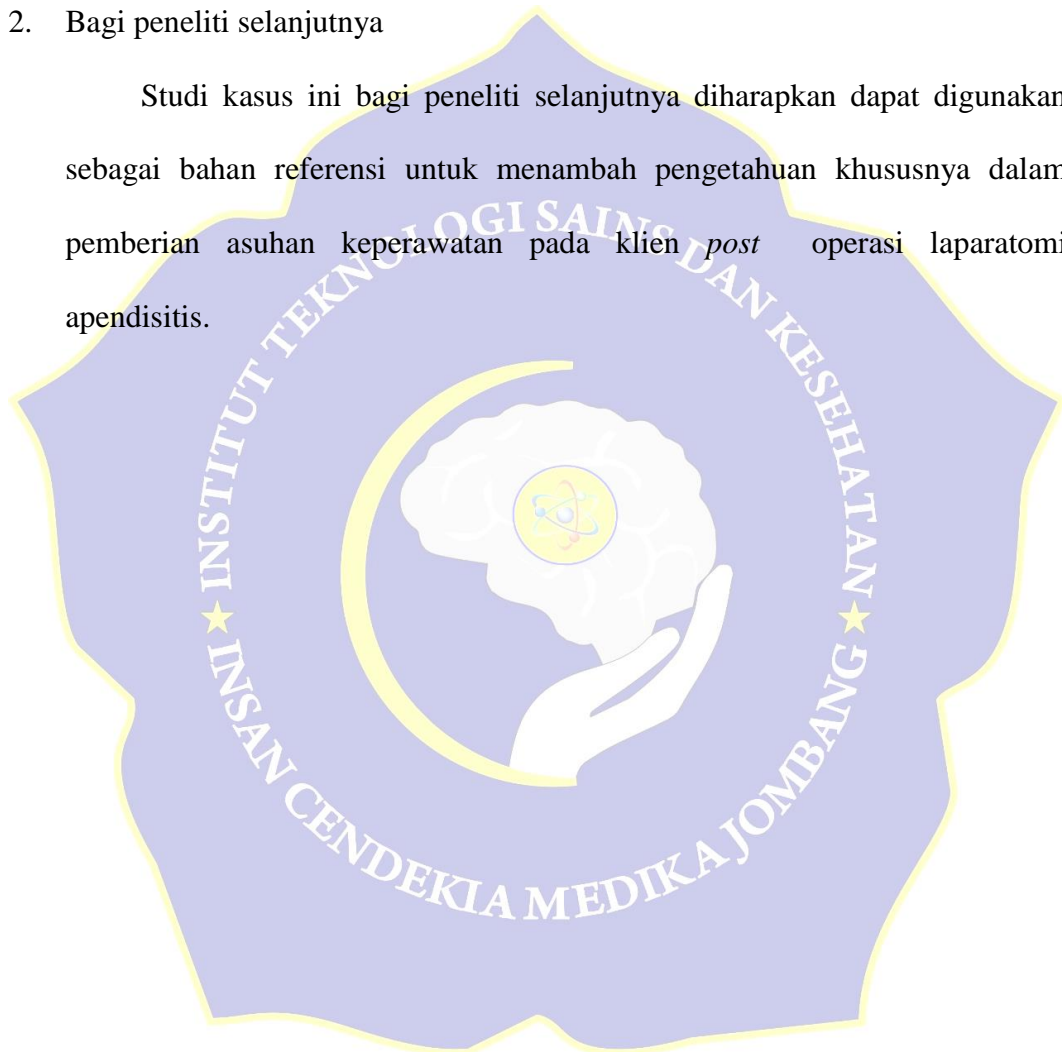 2. Bagi peneliti selanjutnya
Studi kasus ini bagi peneliti selanjutnya diharapkan dapat digunakan
sebagai bahan referensi untuk menambah pengetahuan khususnya dalam
pemberian asuhan keperawatan pada klien post operasi laparatomi
apendisitis.
INSTITUT TEKNOLOGI SAINS DAN KESEHATAN
INSAN CENDEKIA MEDIKA JOMBANG